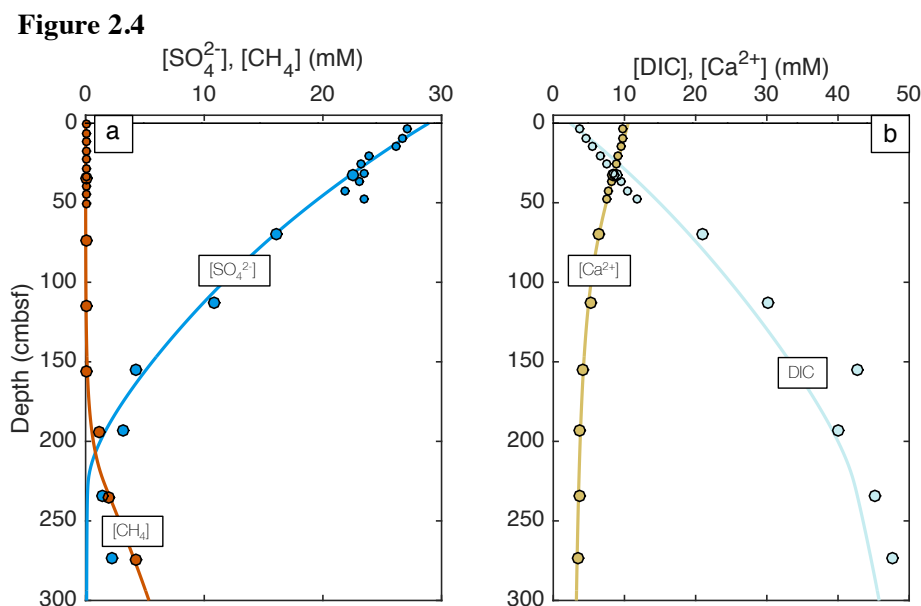 Figure 2.4
[SO₄²⁻], [CH₄] (mM)
0 10 20 30
a
0
50
100
150
200
250
300
Depth (cmbsf)
[SO₄²⁻]
[CH₄]
[DIC], [Ca²⁺] (mM)
0 10 20 30 40 50
b
0
50
100
150
200
250
300
[Ca²⁺]
DIC